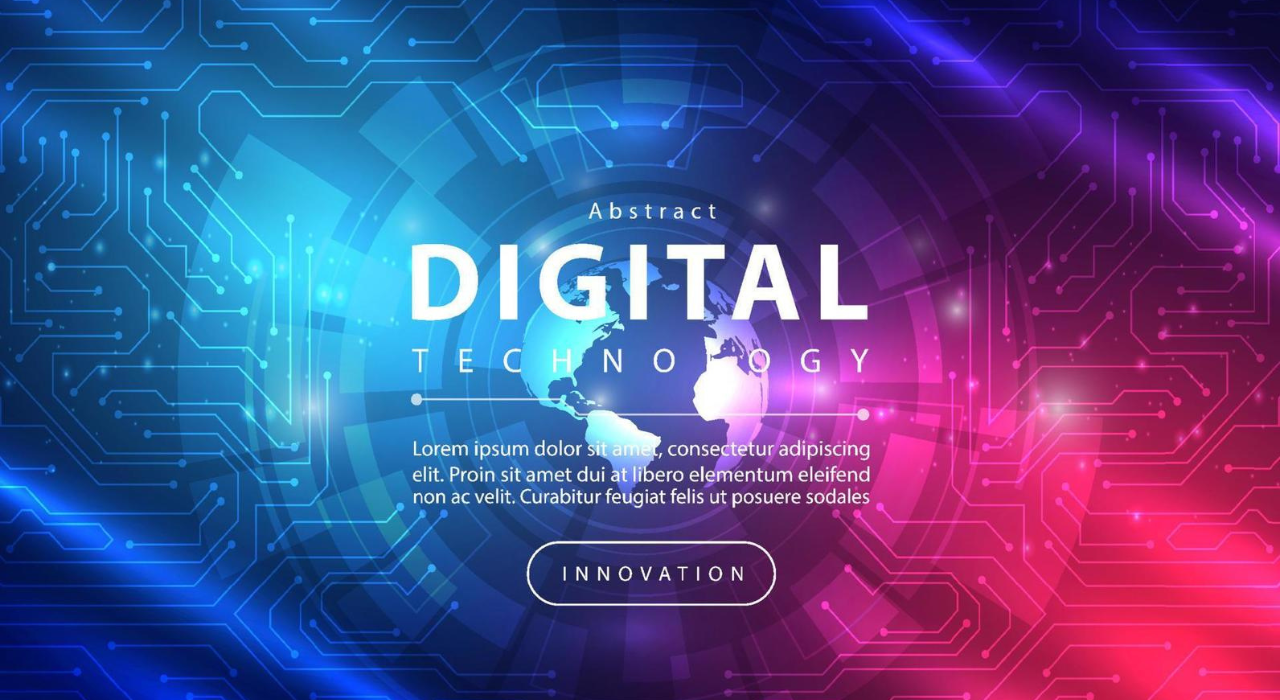 Abstract
DIGITAL
TECHNOLOGY
Lorem ipsum dolor sit amet, consectetur adipiscing
elit. Proin sit amet dui at libero elementum eleifend
non ac velit. Curabitur feugiat felis ut posuere sodales
INNOVATION